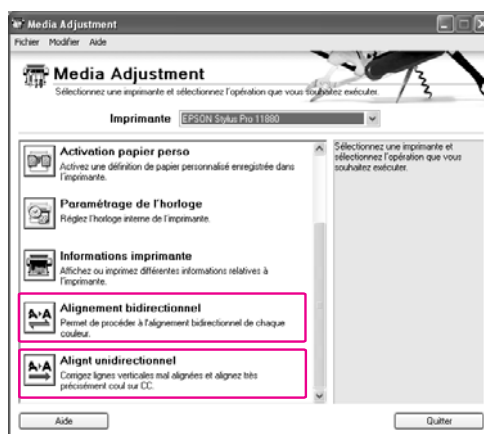 Media Adjustment
Fichier Modifier Aide
Media Adjustment
Sélectionnez une imprimante et sélectionnez l'opération que vous souhaitez exécuter.
Imprimante EPSON Stylus Pro 11880
Activation papier perso
Activez une définition de papier personnalisé enregistrée dans
l'imprimante.
Paramétrage de l'horloge
Réglez l'horloge interne de l'imprimante.
Informations imprimante
Affichez ou imprimez différentes informations relatives à
l'imprimante.
A›A
Alignement bidirectionnel
Permet de procéder à l'alignement bidirectionnel de chaque
couleur.
A›A
Alignt unidirectionnel
Corrigez lignes verticales mal alignées et alignez très
précisément coul sur CC.
Sélectionnez une imprimante et
sélectionnez l'opération que vous
souhaitez exécuter.
Aide
Quitter